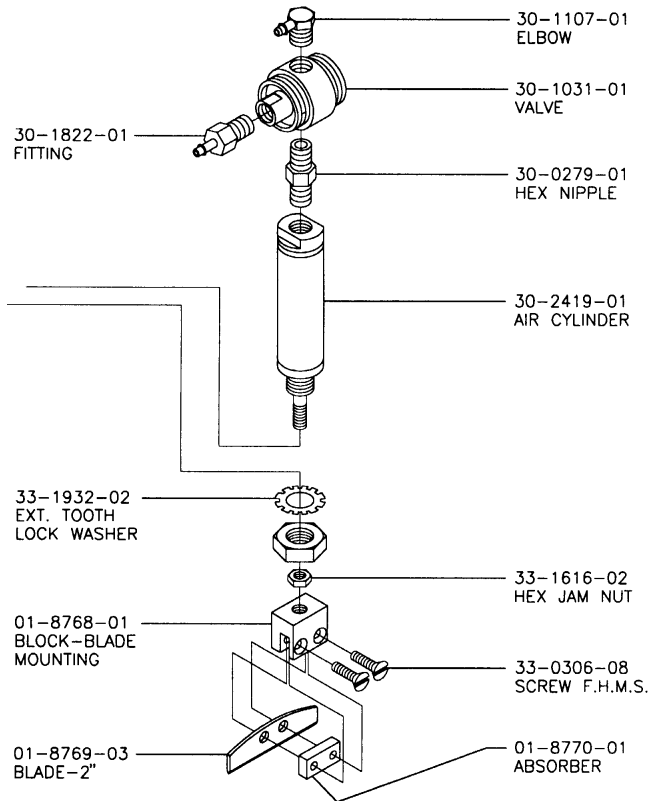 30-1107-01
ELBOW
30-1031-01
VALVE
30-1822-01
FITTING
30-0279-01
HEX NIPPLE
30-2419-01
AIR CYLINDER
33-1932-02
EXT. TOOTH
LOCK WASHER
33-1616-02
HEX JAM NUT
01-8768-01
BLOCK-BLADE
MOUNTING
33-0306-08
SCREW F.H.M.S.
01-8769-03
BLADE-2"
01-8770-01
ABSORBER